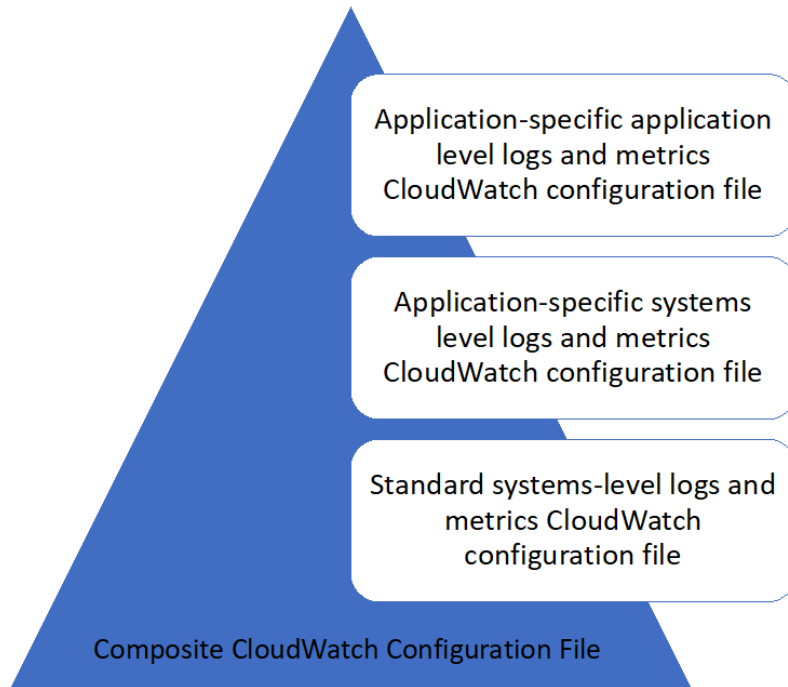 Application-specific application
level logs and metrics
CloudWatch configuration file
Application-specific systems
level logs and metrics
CloudWatch configuration file
Standard systems-level logs and
metrics CloudWatch
configuration file
Composite CloudWatch Configuration File